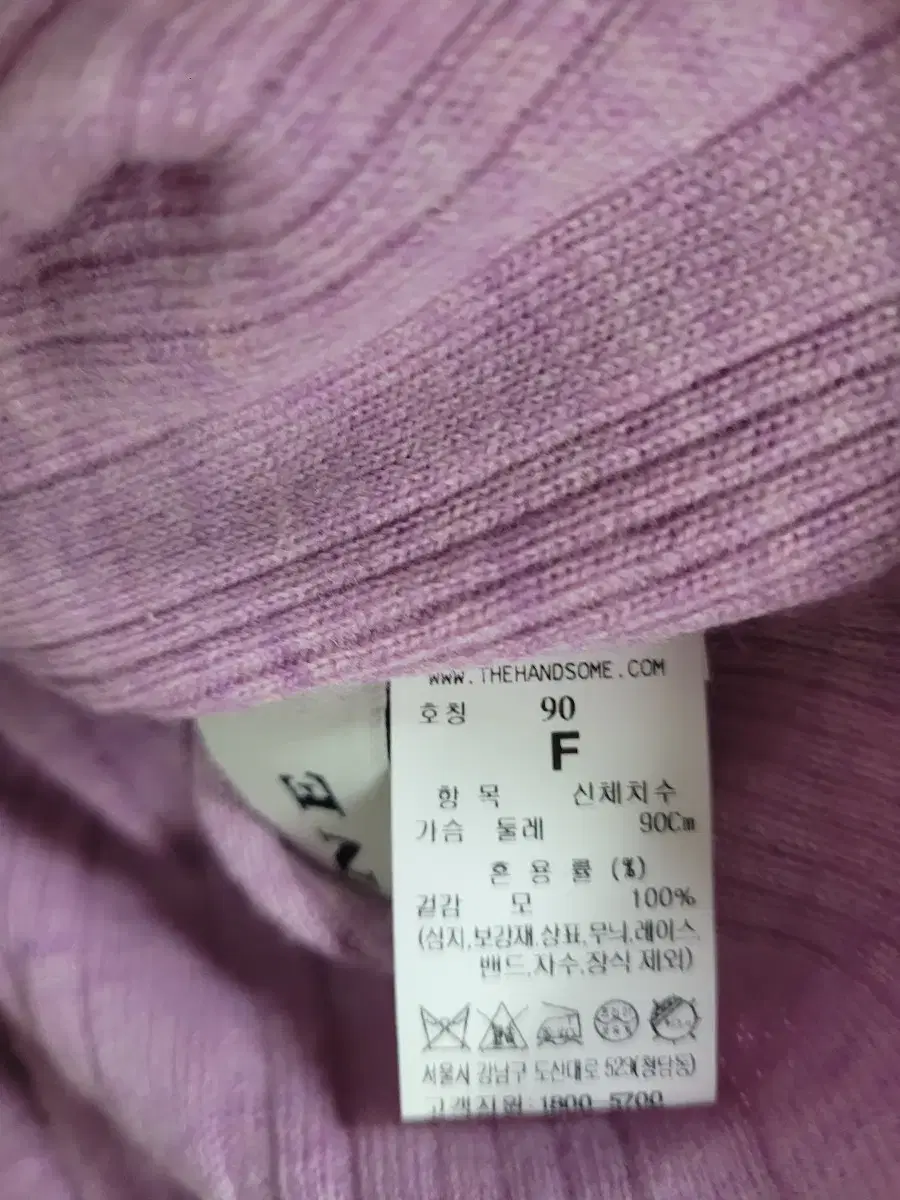 WWW.THEHANDSOME.COM
호칭 90
F
항 목 신체치수
가슴 둘레 90Cm
혼 용 률 (%)
겉감 모 100%
(심지,보강재,상표,무늬,레이스,
밴드,자수,장식 제외)
서울시 강남구 도산대로 529(청담동)
고객지원 : 1800-5700
E